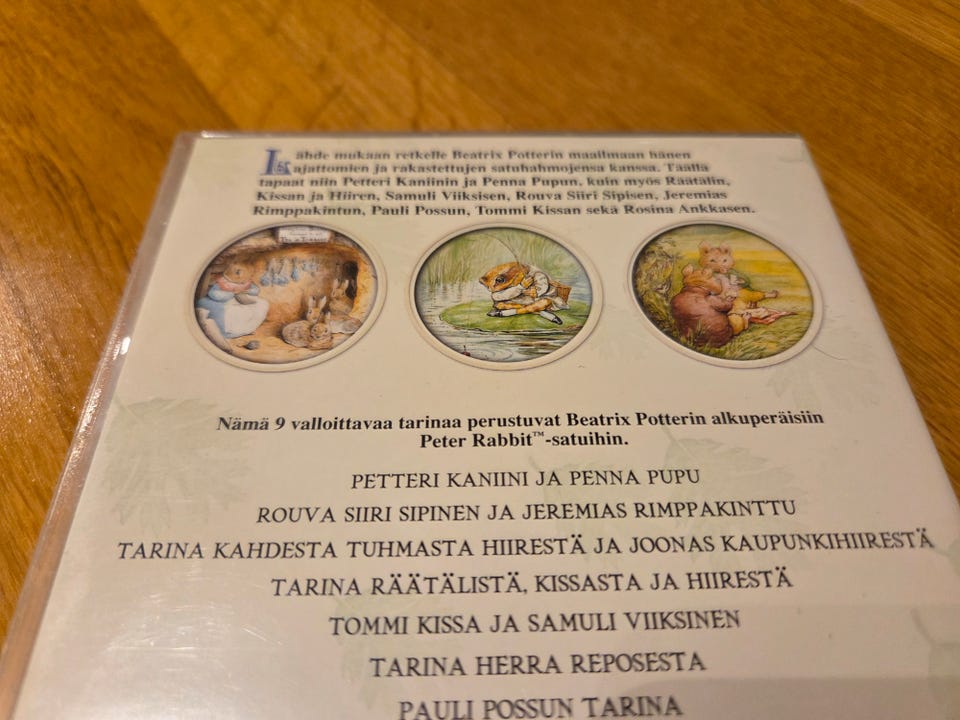 Lähde mukaan retkelle Beatrix Potterin maailmaan hänen
ajattomien ja rakastettujen satuhahmojensa kanssa. Täällä
tapaat niin Petteri Kaniinin ja Penna Pupun, kuin myös Räätälin,
Kissan ja Hiiren, Samuli Viiksisen, Rouva Siiri Sipisen, Jeremias
Rimppakintun, Pauli Possun, Tommi Kissan sekä Rosina Ankkasen.
Nämä 9 valloittavaa tarinaa perustuvat Beatrix Potterin alkuperäisiin
Peter Rabbit™-satuihin.
PETTERI KANIINI JA PENNA PUPU
ROUVA SIIRI SIPINEN JA JEREMIAS RIMPPAKINTTU
TARINA KAHDESTA TUHMASTA HIIRESTÄ JA JOONAS KAUPUNKIHIIRESTÄ
TARINA RÄÄTÄLISTÄ, KISSASTA JA HIIRESTÄ
TOMMI KISSA JA SAMULI VIIKSINEN
TARINA HERRA REPOSESTA
PAULI POSSUN TARINA